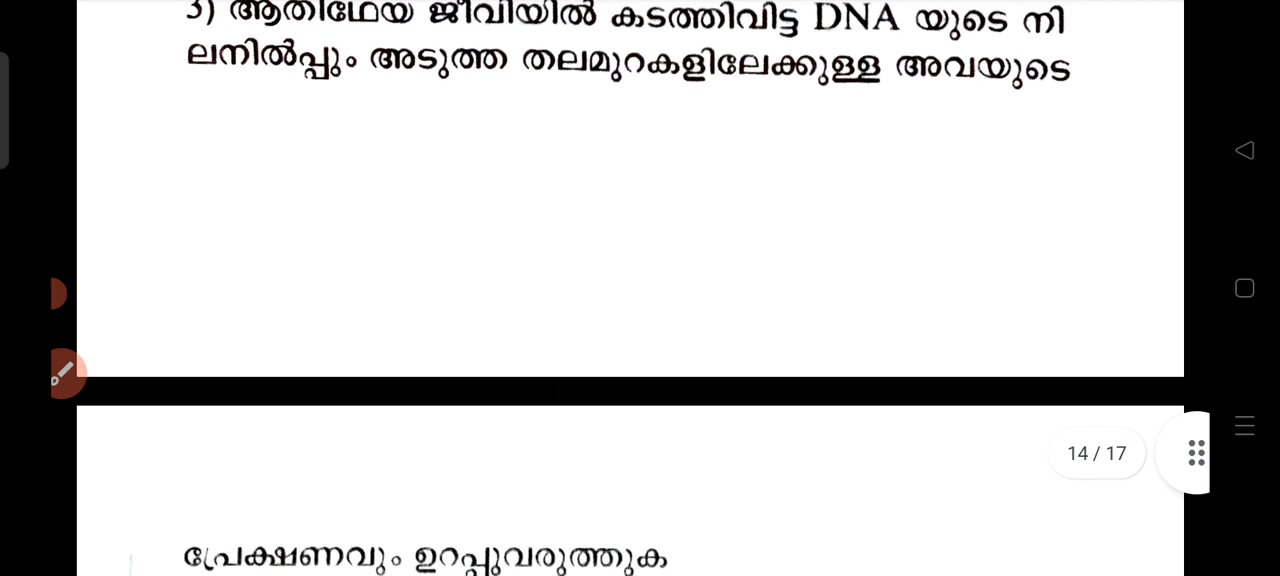 3) ആതിഥേയ ജീവിയിൽ കടത്തിവിട്ട DNA യുടെ നി
ലനിൽപ്പും അടുത്ത തലമുറകളിലേക്കുള്ള അവയുടെ
14 / 17
പ്രേക്ഷണവും ഉറപ്പുവരുത്തുക